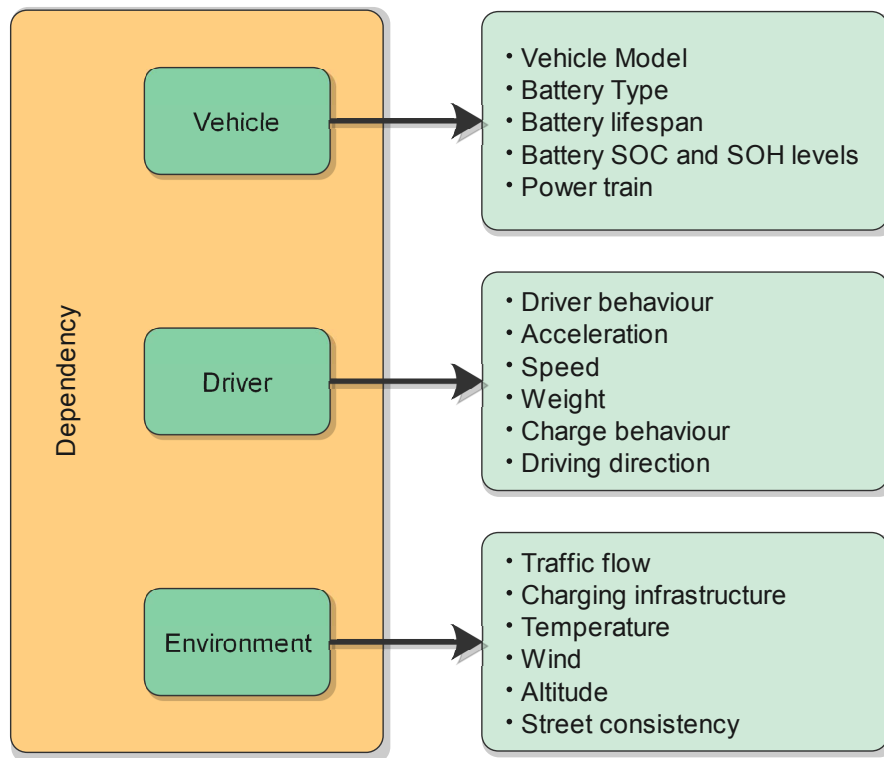 Dependency
Vehicle
• Vehicle Model
• Battery Type
• Battery lifespan
• Battery SOC and SOH levels
• Power train
Driver
• Driver behaviour
• Acceleration
• Speed
• Weight
• Charge behaviour
• Driving direction
Environment
• Traffic flow
• Charging infrastructure
• Temperature
• Wind
• Altitude
• Street consistency